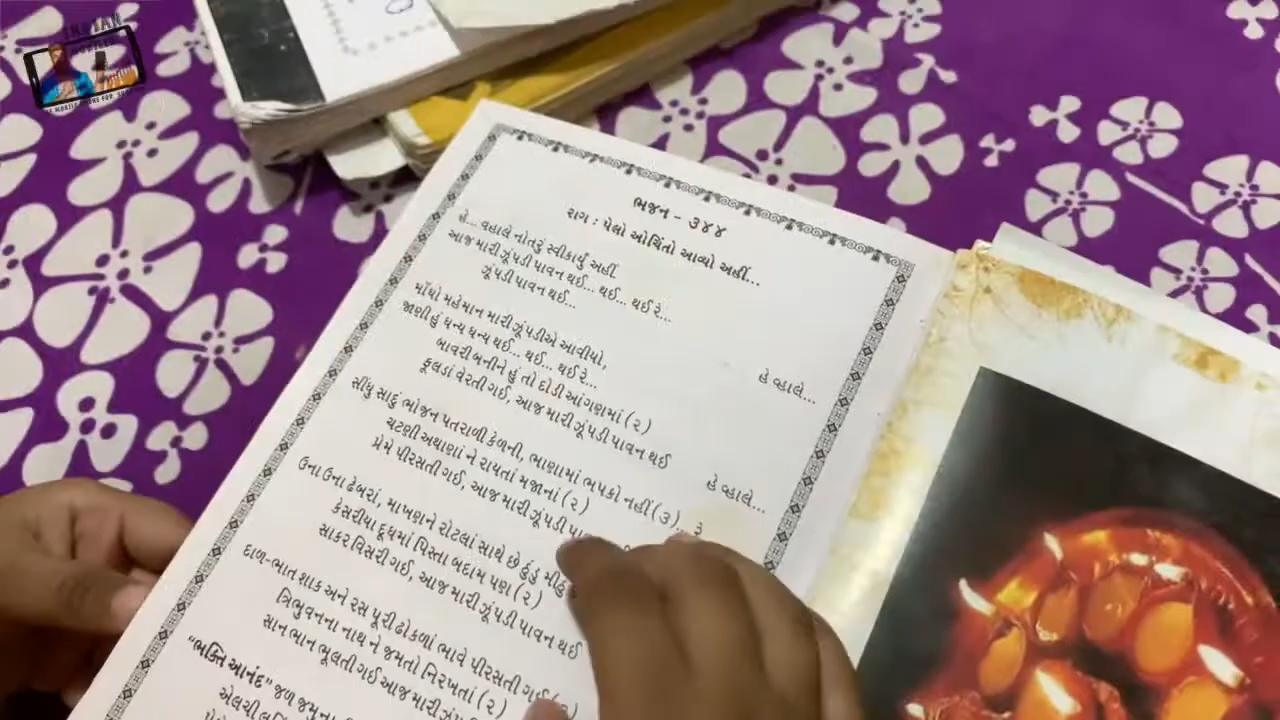 INDIAN
ભજન - ૩૪૪
રાગ : પેલો ઓચિંતો આવ્યો અહીં...
વહાલે નોતરૂં સ્વીકાર્યું અહીં
આજ મારી ઝૂંપડી પાવન થઈ... થઈ... થઈ રે...
ઝૂંપડી પાવન થઈ...
માઁઘો મહેમાન મારી ઝૂંપડીએ આવીયો,
જાણી હું ધન્ય ધન્ય થઈ... થઈ... થઈ રે...
હે વ્હાલે...
બાવરી બનીને હું તો દોડી આંગણમાં (૨)
ફૂલડાં વેરતી ગઈ, આજ મારી ઝૂંપડી પાવન થઈ
હે વ્હાલે...
સીધુ સાદુ ભોજન પતરાળી કેળની, ભાણામાં ભપકો નહીં (૩)... રૂ
ચટણી અથાણાં ને રાયતાં મજાનાં (૨)
પ્રેમે પીરસતી ગઈ, આજ મારી ઝૂંપડી
ઉના ઉના ઢેબરાં, માખણને રોટલાં સાથે છે હુંડુ
કેસરીયા દૂધમાં પિસ્તા બદામ પણ (૨)
સાકર વિસરી ગઈ, આજ મારી ઝૂંપડી પાવન થઈ
દાળ-ભાત શાક અને રસ પૂરી ઢોકળાં ભાવે પીરસતી ગઈ
ત્રિભુવનના નાથ ને જમતો નિરખતાં (૨)
સાન ભાન ભૂલતી ગઈ આજ મારી
“ભક્તિ આનંદ” જળ